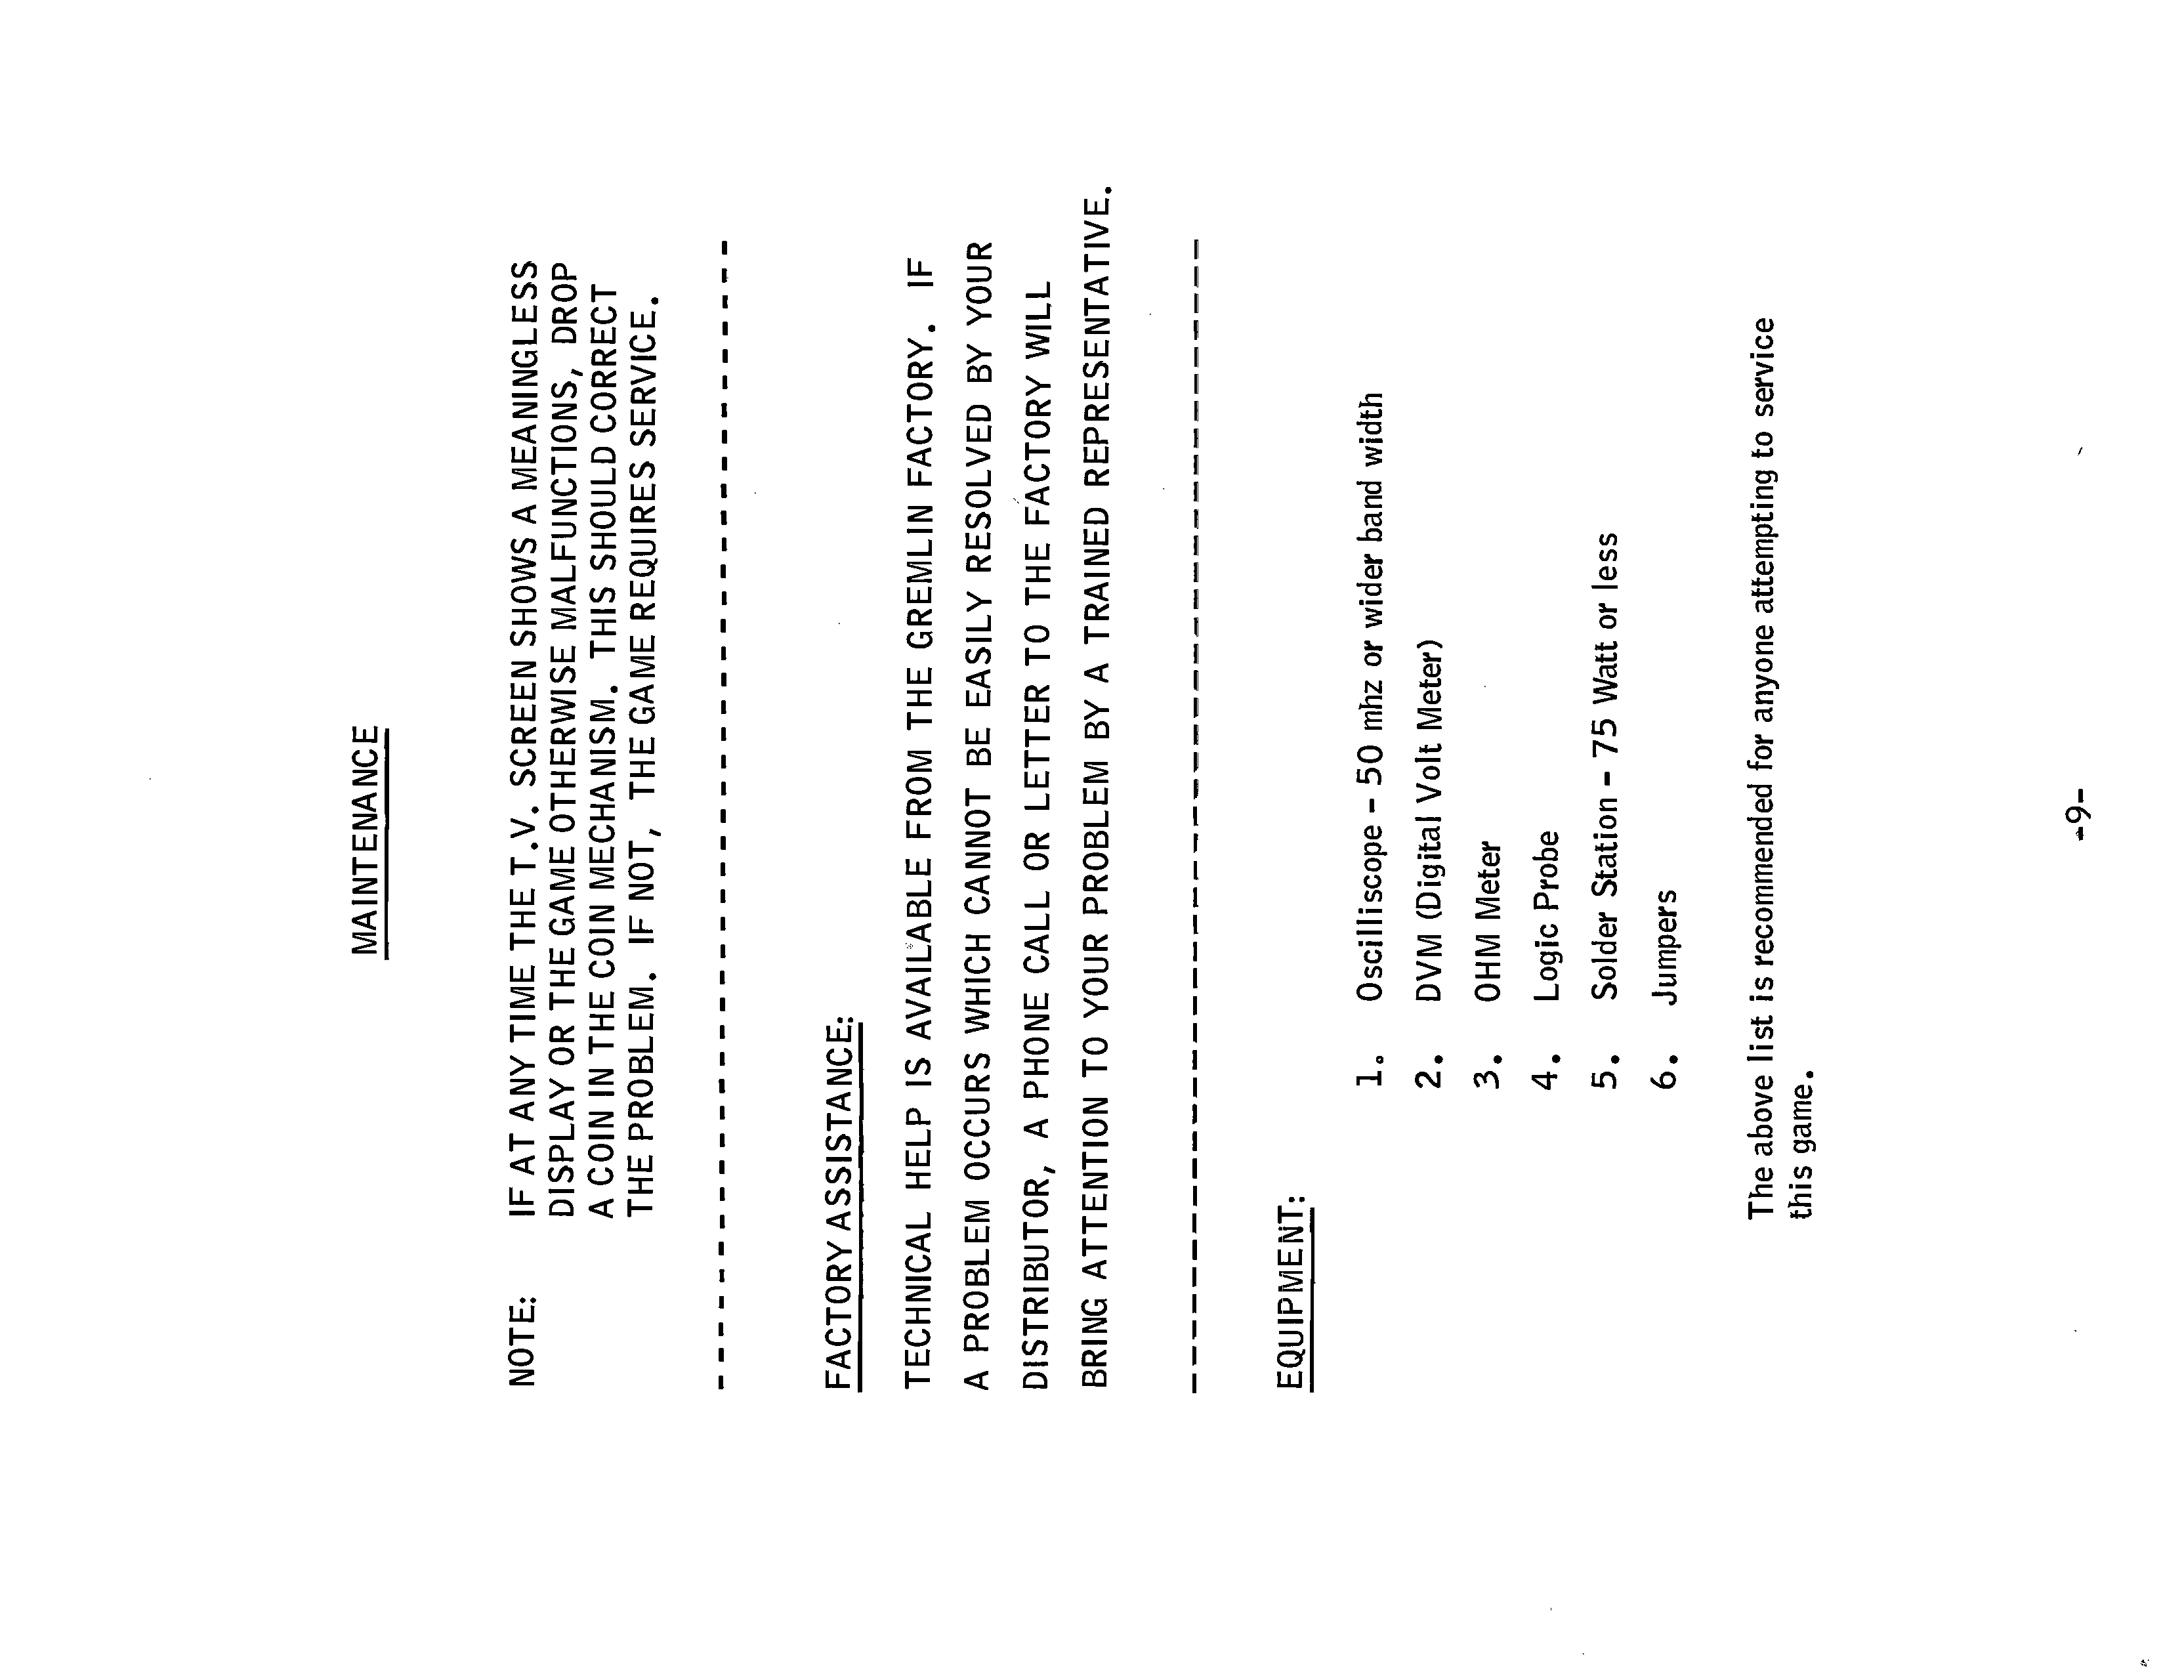 MAINTENANCE
NOTE: IF AT ANY TIME THE T.V. SCREEN SHOWS A MEANINGLESS
DISPLAY OR THE GAME OTHERWISE MALFUNCTIONS, DROP
A COIN IN THE COIN MECHANISM. THIS SHOULD CORRECT
THE PROBLEM. IF NOT, THE GAME REQUIRES SERVICE.
FACTORY ASSISTANCE:
TECHNICAL HELP IS AVAILABLE FROM THE GREMLIN FACTORY. IF
A PROBLEM OCCURS WHICH CANNOT BE EASILY RESOLVED BY YOUR
DISTRIBUTOR, A PHONE CALL OR LETTER TO THE FACTORY WILL
BRING ATTENTION TO YOUR PROBLEM BY A TRAINED REPRESENTATIVE.
EQUIPMENT:
1. Oscilliscope - 50 mhz or wider band width
2. DVM (Digital Volt Meter)
3. OHM Meter
4. Logic Probe
5. Solder Station - 75 Watt or less
6. Jumpers
The above list is recommended for anyone attempting to service
this game.
-9-